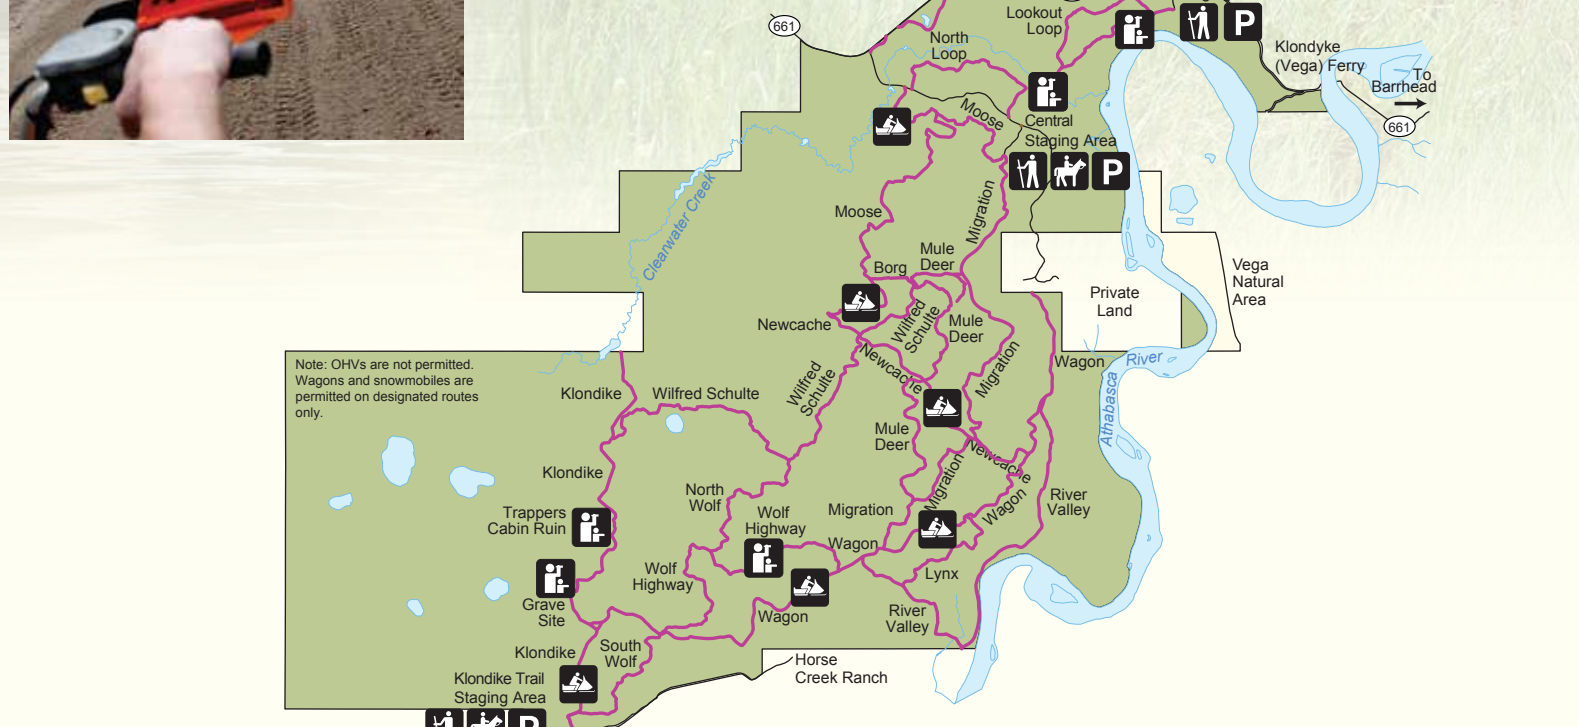 661
Lookout
Loop
P
North
Loop
Klondyke
(Vega) Ferry
To
Barrhead
661
Moose
Central
Staging Area
P
Clearwater Creek
Moose
Migration
Mule
Deer
Borg
Vega
Natural
Area
Private
Land
Newcache
Wilfred
Schulte
Mule
Deer
Note: OHVs are not permitted.
Wagons and snowmobiles are
permitted on designated routes
only.
Klondike
Wilfred Schulte
Wilfred
Schulte
Newcache
Migration
Wagon
River
Athabasca
Mule
Deer
Klondike
Newcache
Migration
North
Wolf
Wagon
River
Valley
Trappers
Cabin Ruin
Wolf
Highway
Migration
Wagon
Wolf
Highway
Lynx
Grave
Site
Wagon
River
Valley
Klondike
South
Wolf
Horse
Creek Ranch
Klondike Trail
Staging Area
P